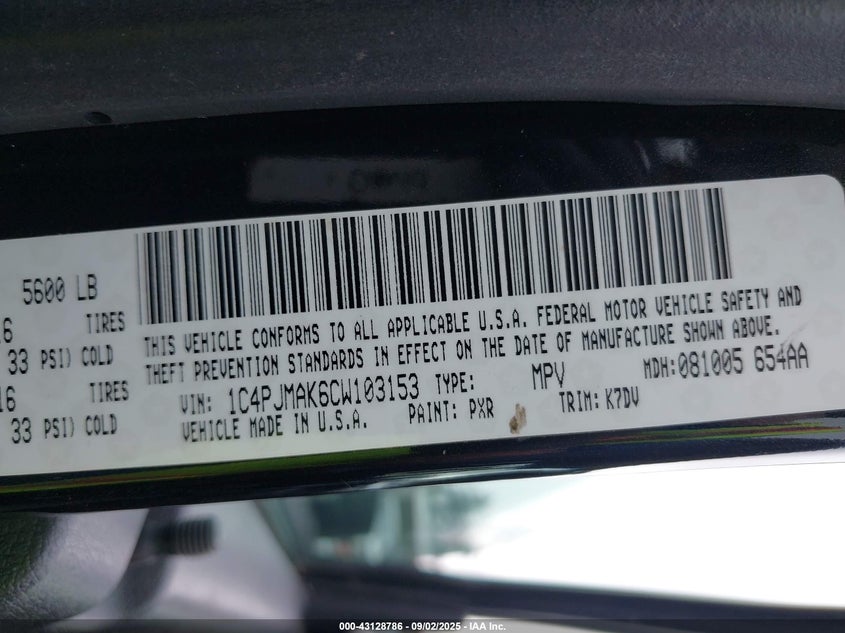 5600 LB
16 TIRES
33 PSI) COLD
16 TIRES
33 PSI) COLD
THIS VEHICLE CONFORMS TO ALL APPLICABLE U.S.A. FEDERAL MOTOR VEHICLE SAFETY AND
THEFT PREVENTION STANDARDS IN EFFECT ON THE DATE OF MANUFACTURE SHOWN ABOVE.
VIN: 1C4PJMAK6CW103153 TYPE: MPV MDH:081005 654AA
VEHICLE MADE IN U.S.A. PAINT: PXR TRIM: K7DV
000-43128786 - 09/02/2025 - IAA Inc.